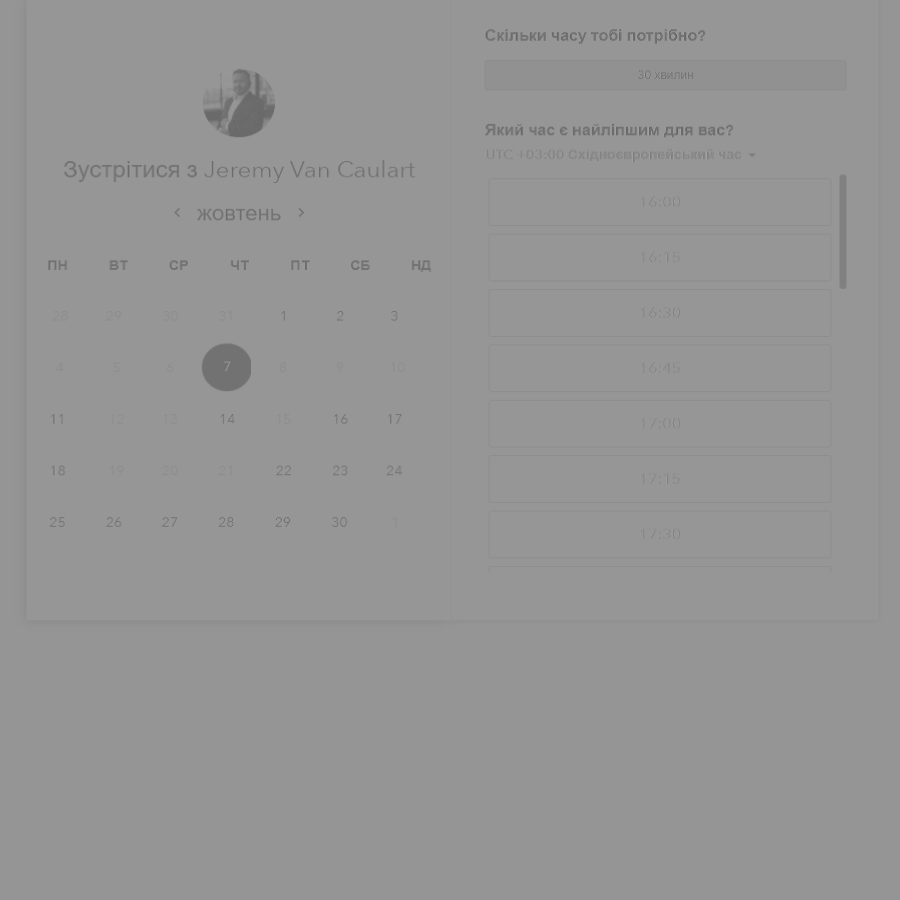 Зустрітися з Jeremy Van Caulart
жовтень
ПН ВТ СР ЧТ ПТ СБ НД
28 29 30 31 1 2 3
4 5 6 7 8 9 10
11 12 13 14 15 16 17
18 19 20 21 22 23 24
25 26 27 28 29 30 1
Скільки часу тобі потрібно?
30 хвилин
Який час є найліпшим для вас?
UTC +03:00 Східноєвропейський час
16:00
16:15
16:30
16:45
17:00
17:15
17:30